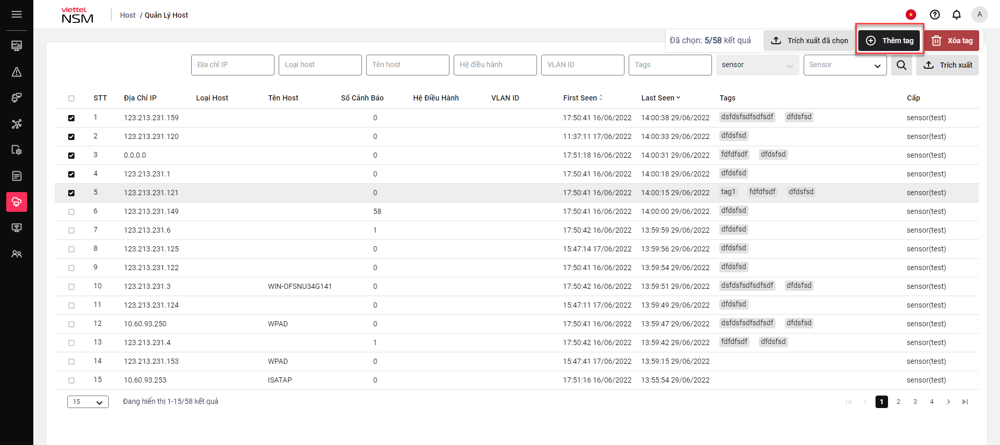 viettel
NSM
Host / Quản Lý Host
A
Đã chọn: 5/58 kết quả
Trích xuất đã chọn
Thêm tag
Xóa tag
Địa chỉ IP
Loại host
Tên host
Hệ điều hành
VLAN ID
Tags
sensor
Sensor
Trích xuất
STT Địa Chỉ IP Loại Host Tên Host Số Cảnh Báo Hệ Điều Hành VLAN ID First Seen Last Seen Tags Cấp
1 123.213.231.159 0 17:50:41 16/06/2022 14:00:38 29/06/2022 dsfdsfsdfsdfsdf dfdsfsd sensor(test)
2 123.213.231.120 0 11:37:11 17/06/2022 14:00:33 29/06/2022 dfdsfsd sensor(test)
3 0.0.0.0 0 17:51:18 16/06/2022 14:00:31 29/06/2022 fdfdfsdf dfdsfsd sensor(test)
4 123.213.231.1 0 17:50:41 16/06/2022 14:00:18 29/06/2022 dfdsfsd sensor(test)
5 123.213.231.121 0 17:50:41 16/06/2022 14:00:15 29/06/2022 tag1 fdfdfsdf dfdsfsd sensor(test)
6 123.213.231.149 58 17:50:41 16/06/2022 14:00:00 29/06/2022 dfdsfsd sensor(test)
7 123.213.231.6 1 17:50:42 16/06/2022 13:59:59 29/06/2022 dfdsfsd sensor(test)
8 123.213.231.125 0 15:47:14 17/06/2022 13:59:56 29/06/2022 dfdsfsd sensor(test)
9 123.213.231.122 0 17:50:41 16/06/2022 13:59:54 29/06/2022 dfdsfsd sensor(test)
10 123.213.231.3 WIN-OFSNU34G141 0 17:50:42 16/06/2022 13:59:51 29/06/2022 dsfdsfsdfsdfsdf dfdsfsd sensor(test)
11 123.213.231.124 0 15:47:11 17/06/2022 13:59:49 29/06/2022 dfdsfsd sensor(test)
12 10.60.93.250 WPAD 0 17:50:41 16/06/2022 13:59:47 29/06/2022 dsfdsfsdfsdfsdf dfdsfsd sensor(test)
13 123.213.231.4 1 17:50:42 16/06/2022 13:59:42 29/06/2022 fdfdfsdf dfdsfsd sensor(test)
14 123.213.231.153 WPAD 0 15:47:41 17/06/2022 13:59:15 29/06/2022 sensor(test)
15 10.60.93.253 ISATAP 0 17:51:16 16/06/2022 13:55:54 29/06/2022 sensor(test)
15 Đang hiển thị 1-15/58 kết quả 1 2 3 4